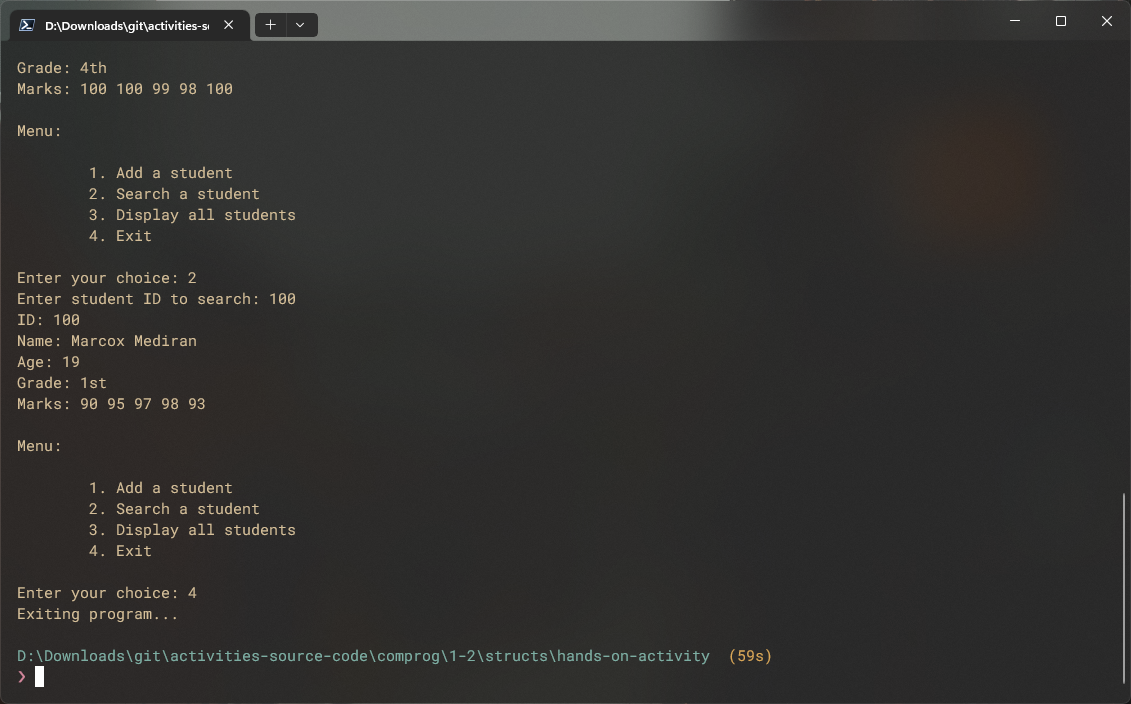 D:\Downloads\git\activities-so
Grade: 4th
Marks: 100 100 99 98 100
Menu:
1. Add a student
2. Search a student
3. Display all students
4. Exit
Enter your choice: 2
Enter student ID to search: 100
ID: 100
Name: Marcox Mediran
Age: 19
Grade: 1st
Marks: 90 95 97 98 93
Menu:
1. Add a student
2. Search a student
3. Display all students
4. Exit
Enter your choice: 4
Exiting program...
D:\Downloads\git\activities-source-code\comprog\1-2\structs\hands-on-activity (59s)
❯